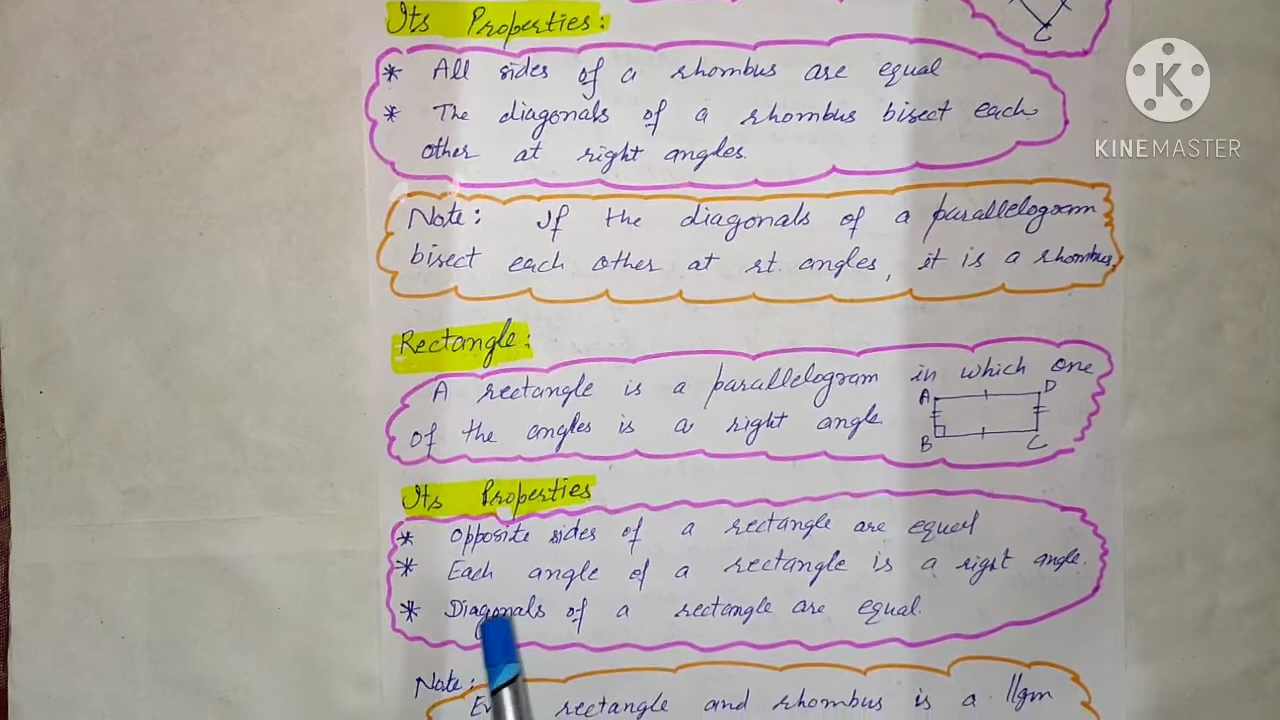 C
Its Properties:
* All sides of a rhombus are equal
* The diagonals of a rhombus bisect each
other at right angles.
Note: If the diagonals of a parallelogram
bisect each other at rt. angles, it is a rhombus.
Rectangle:
A rectangle is a parallelogram in which one
of the angles is a right angle.
A D
B C
Its Properties
* Opposite sides of a rectangle are equal
* Each angle of a rectangle is a right angle.
* Diagonals of a rectangle are equal.
Note:
rectangle and rhombus is a llgm
K
KINEMASTER